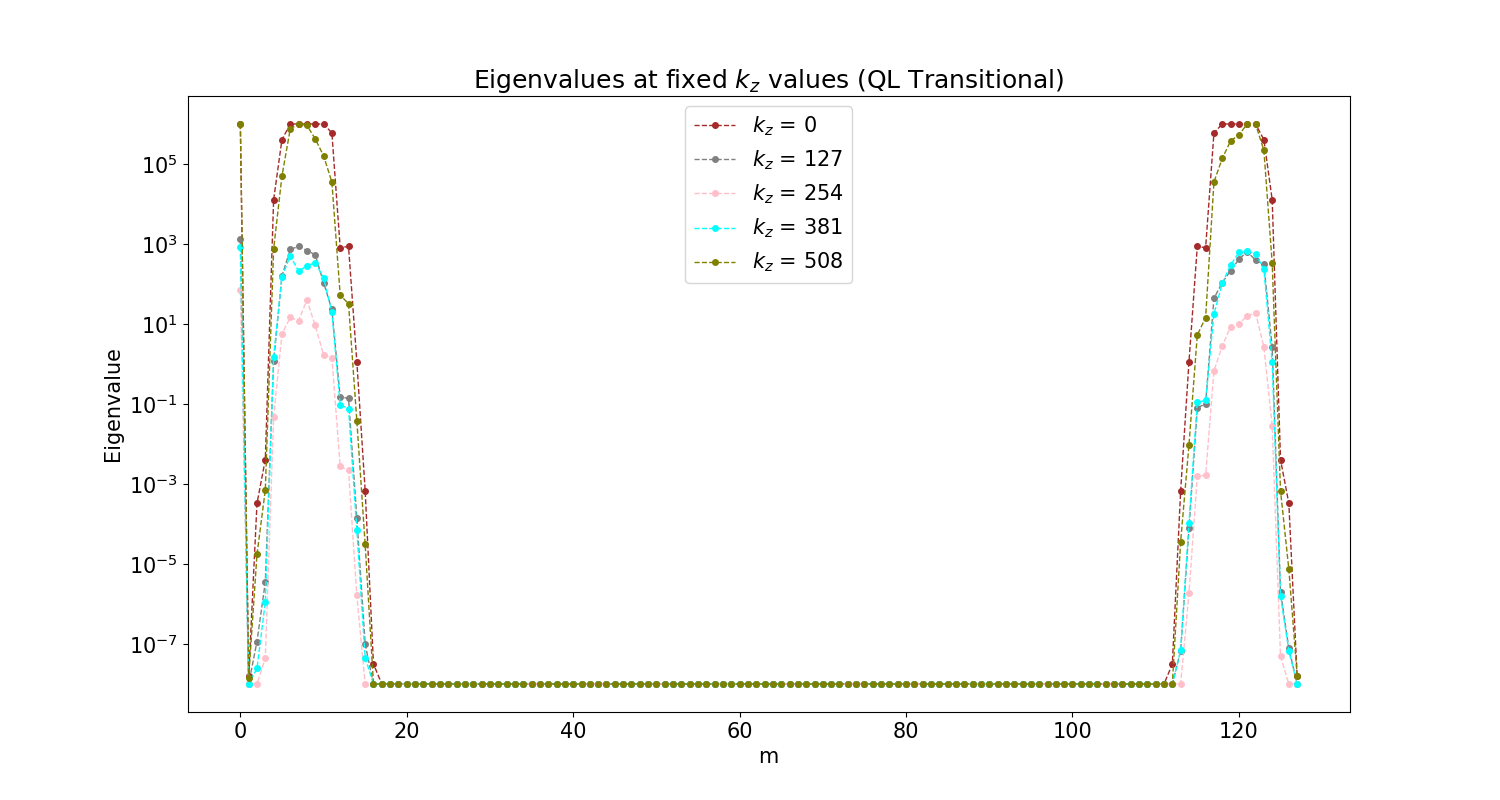 Eigenvalues at fixed $k_z$ values (QL Transitional)
$k_z$ = 0
$k_z$ = 127
$k_z$ = 254
$k_z$ = 381
$k_z$ = 508
Eigenvalue
$10^5$
$10^3$
$10^1$
$10^{-1}$
$10^{-3}$
$10^{-5}$
$10^{-7}$
0 20 40 60 80 100 120
m